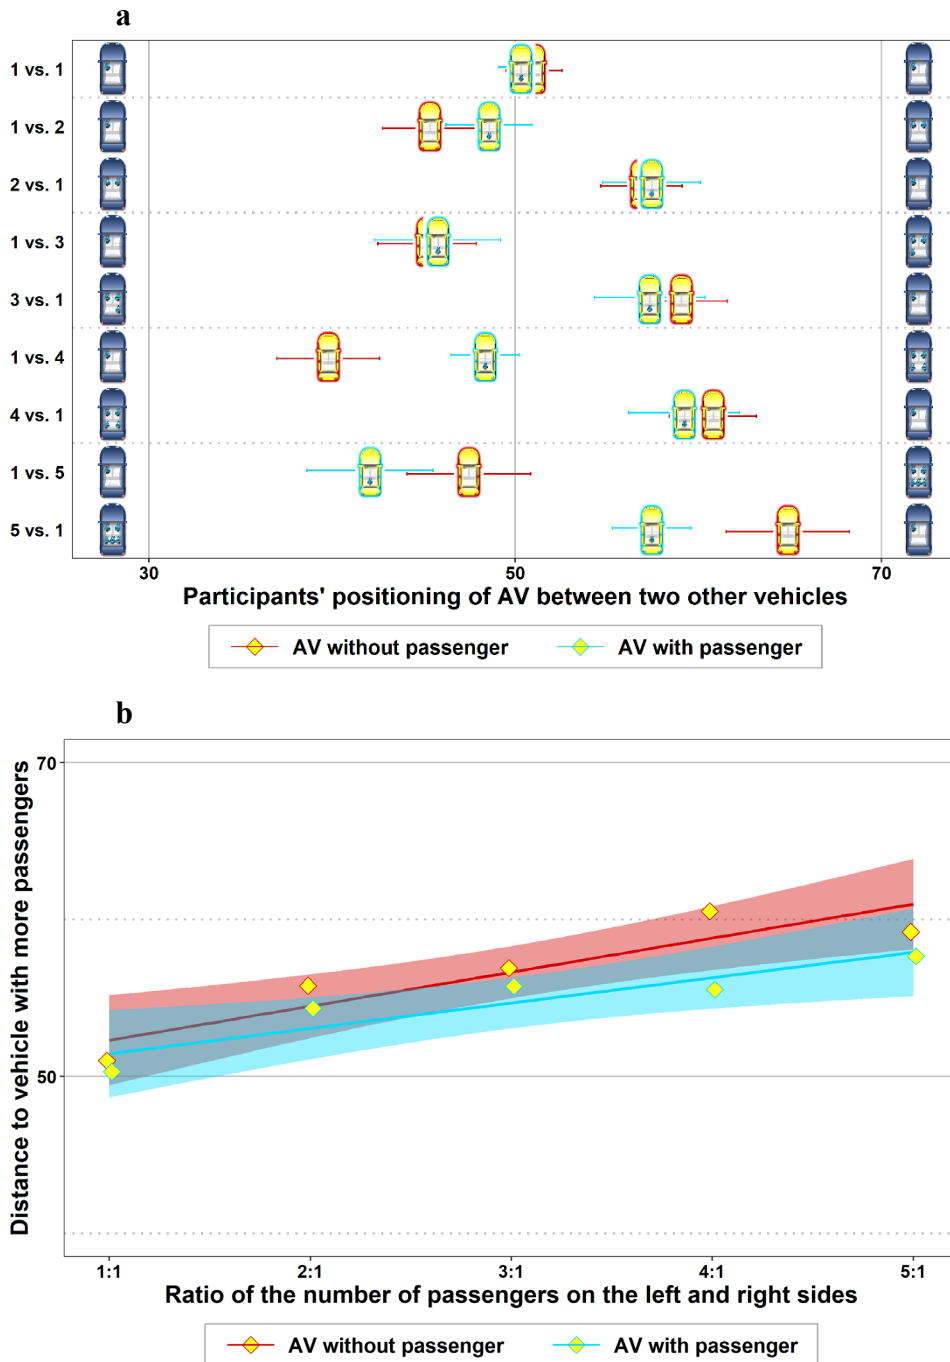 a
1 vs. 1
1 vs. 2
2 vs. 1
1 vs. 3
3 vs. 1
1 vs. 4
4 vs. 1
1 vs. 5
5 vs. 1
30 50 70
Participants' positioning of AV between two other vehicles
AV without passenger AV with passenger
b
Distance to vehicle with more passengers
70
50
1:1 2:1 3:1 4:1 5:1
Ratio of the number of passengers on the left and right sides
AV without passenger AV with passenger